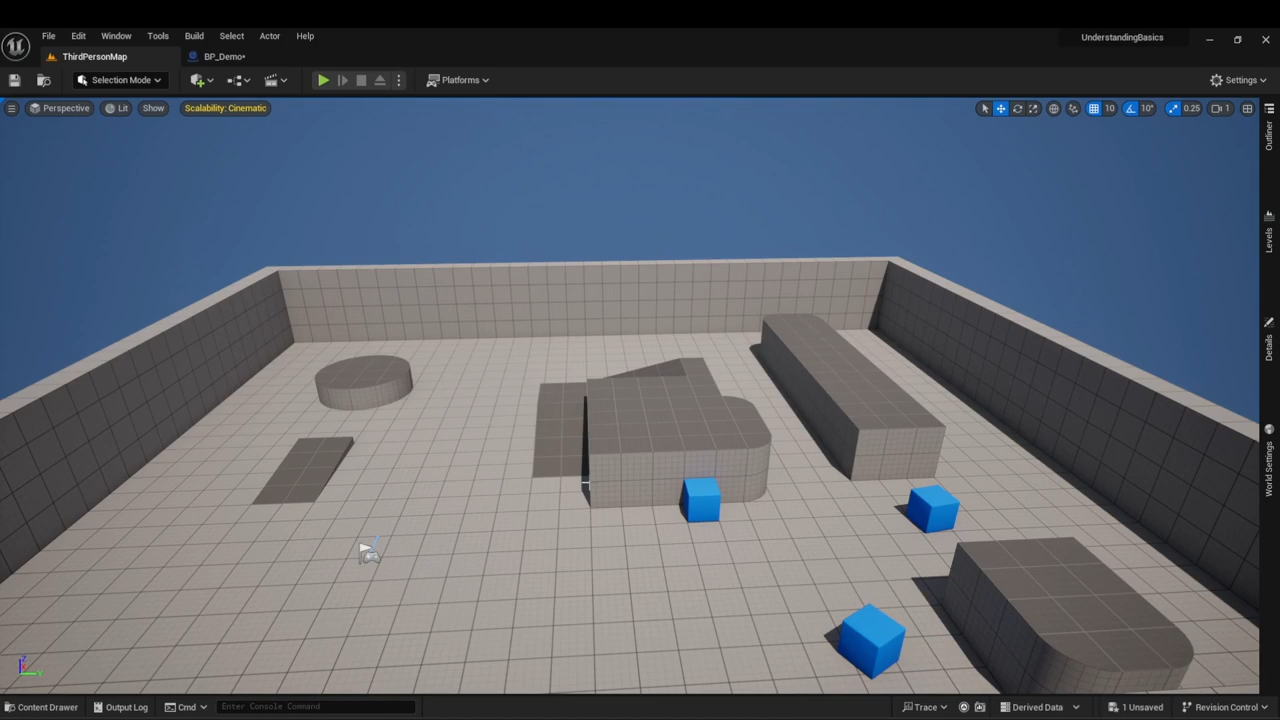 File Edit Window Tools Build Select Actor Help
UnderstandingBasics
ThirdPersonMap
BP_Demo•
Selection Mode
Platforms
Settings
Perspective
Lit
Show
Scalability: Cinematic
10
10°
0.25
1
Outliner
Levels
Details
World Settings
Z
Y
Content Drawer
Output Log
Cmd
Enter Console Command
Trace
Derived Data
1 Unsaved
Revision Control